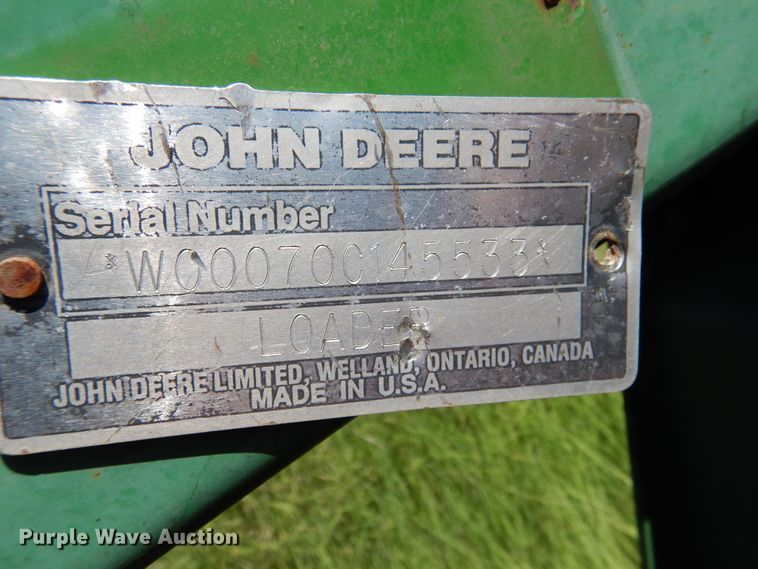 JOHN DEERE
Serial Number
*W00070C145533*
LOADER
JOHN DEERE LIMITED, WELLAND, ONTARIO, CANADA
MADE IN U.S.A.
Purple Wave Auction